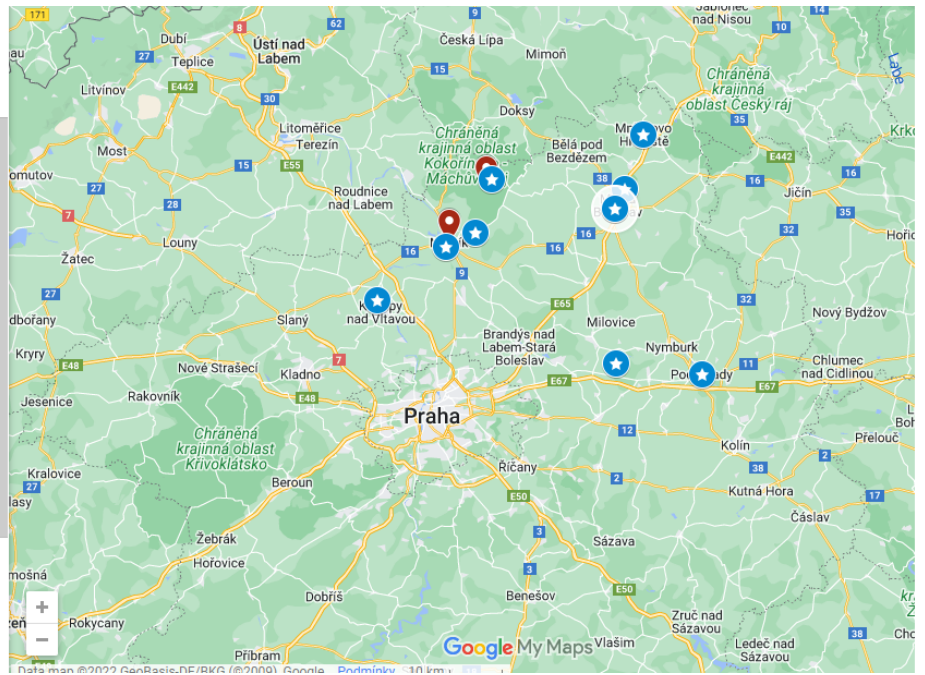 171
8
62
9
14
Jablonec
nad Nisou
10
Dubí
Ústí nad
Labem
Česká Lípa
Mimoň
27
Teplice
15
Litvínov
E442
30
Chráněná
krajinná
oblast Český ráj
Labe
Doksy
35
Litoměřice
Terezín
Chráněná
krajinná oblast
Bělá pod
Bezdězem
Most
15
E55
E442
38
16
27
Roudnice
nad Labem
Jičín
28
7
35
16
32
Louny
16
16
16
9
Žatec
27
E65
32
nad Vltavou
Slaný
Milovice
Nový Bydžov
Brandýs nad
Labem-Stará
Boleslav
Kryry
7
Nymburk
E48
Nové Strašecí
Kladno
11
Chlumec
nad Cidlinou
E67
E67
Jesenice
Rakovník
E48
Praha
12
Chráněná
krajinná oblast
Křivoklátsko
Kolín
Přelouč
2
Říčany
38
Kralovice
27
Beroun
2
Kutná Hora
E50
17
Čáslav
3
Žebrák
Sázava
Hořovice
3
E50
+
Dobříš
Benešov
Rokycany
−
Zruč nad
Sázavou
38
Google My Maps
Vlašim
Ledeč nad
Sázavou
Příbram
Data map ©2022 GeoBasis-DE/BKG (©2009), Google
Podmínky
10 km